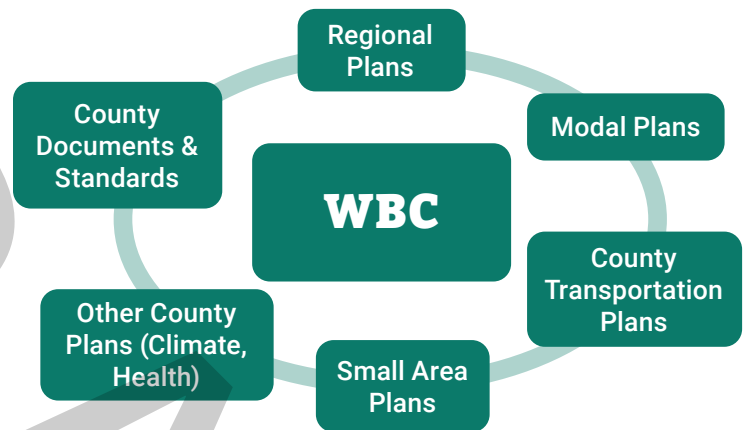 Regional
Plans
County
Documents &
Standards
Modal Plans
WBC
County
Transportation
Plans
Other County
Plans (Climate,
Health)
Small Area
Plans